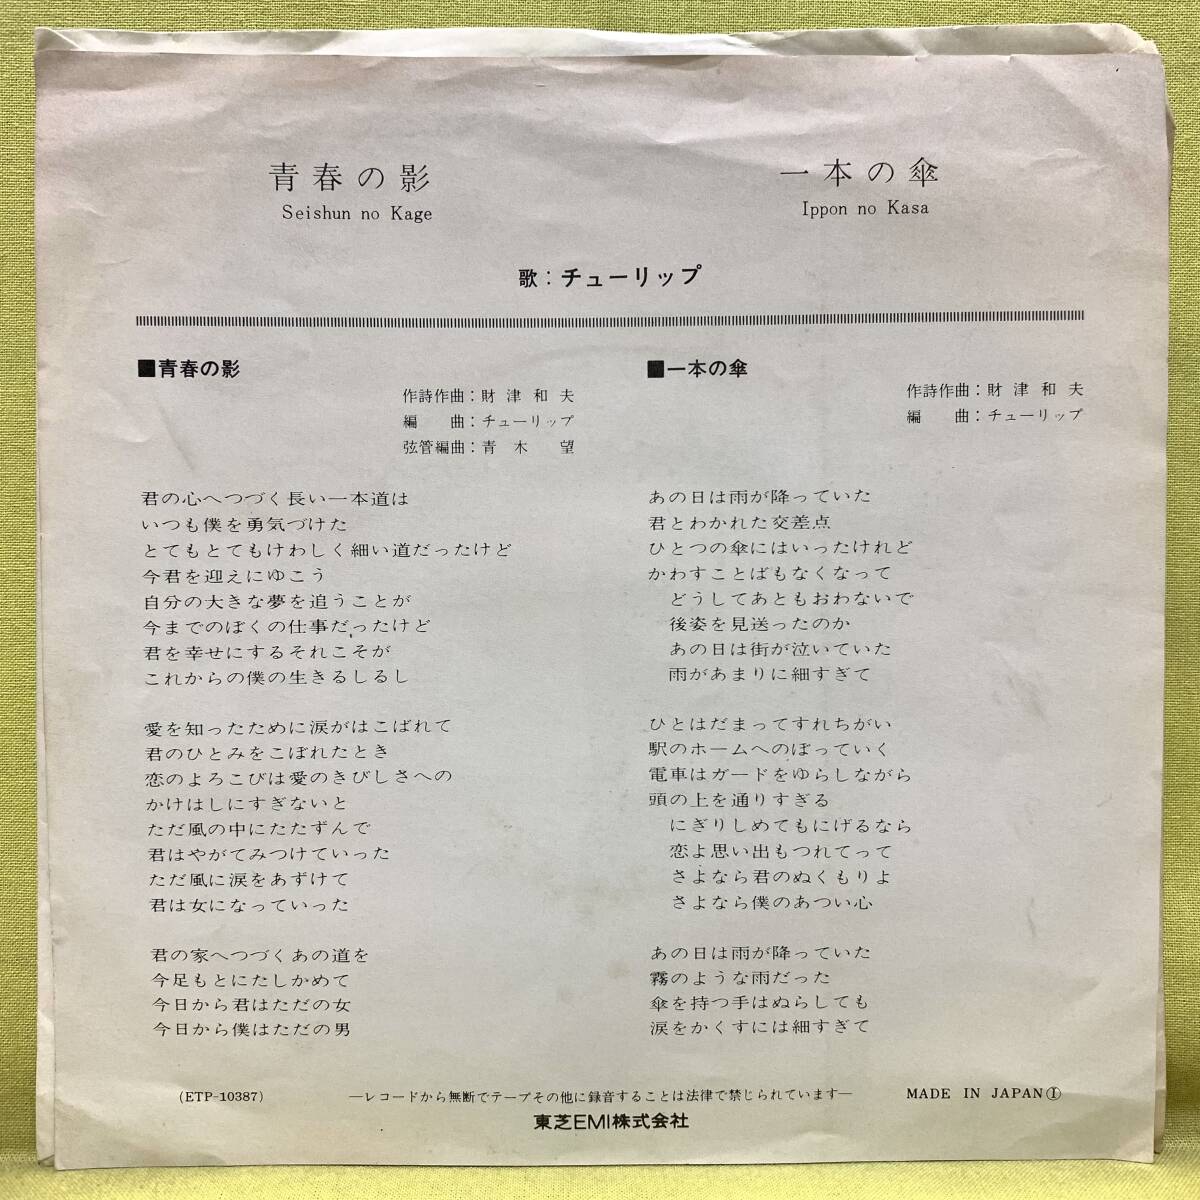 青春の影
Seishun no Kage
一本の傘
Ippon no Kasa
歌：チューリップ
■青春の影
作詩作曲：財津和夫
編　曲：チューリップ
弦管編曲：青木　望
君の心へつづく長い一本道は
いつも僕を勇気づけた
とてもとてもけわしく細い道だったけど
今君を迎えにゆこう
自分の大きな夢を追うことが
今までのぼくの仕事だったけど
君を幸せにするそれこそが
これからの僕の生きるしるし
愛を知ったために涙がはこばれて
君のひとみをこぼれたとき
恋のよろこびは愛のきびしさへの
かけはしにすぎないと
ただ風の中にたたずんで
君はやがてみつけていった
ただ風に涙をあずけて
君は女になっていった
君の家へつづくあの道を
今足もとにたしかめて
今日から君はただの女
今日から僕はただの男
■一本の傘
作詩作曲：財津和夫
編　曲：チューリップ
あの日は雨が降っていた
君とわかれた交差点
ひとつの傘にはいったけれど
かわすことばもなくなって
どうしてあともおわないで
後姿を見送ったのか
あの日は街が泣いていた
雨があまりに細すぎて
ひとはだまってすれちがい
駅のホームへのぼっていく
電車はガードをゆらしながら
頭の上を通りすぎる
にぎりしめてもにげるなら
恋よ思い出もつれてって
さよなら君のぬくもりよ
さよなら僕のあつい心
あの日は雨が降っていた
霧のような雨だった
傘を持つ手はぬらしても
涙をかくすには細すぎて
(ETP-10387)
―レコードから無断でテープその他に録音することは法律で禁じられています―
MADE IN JAPAN①
東芝EMI株式会社